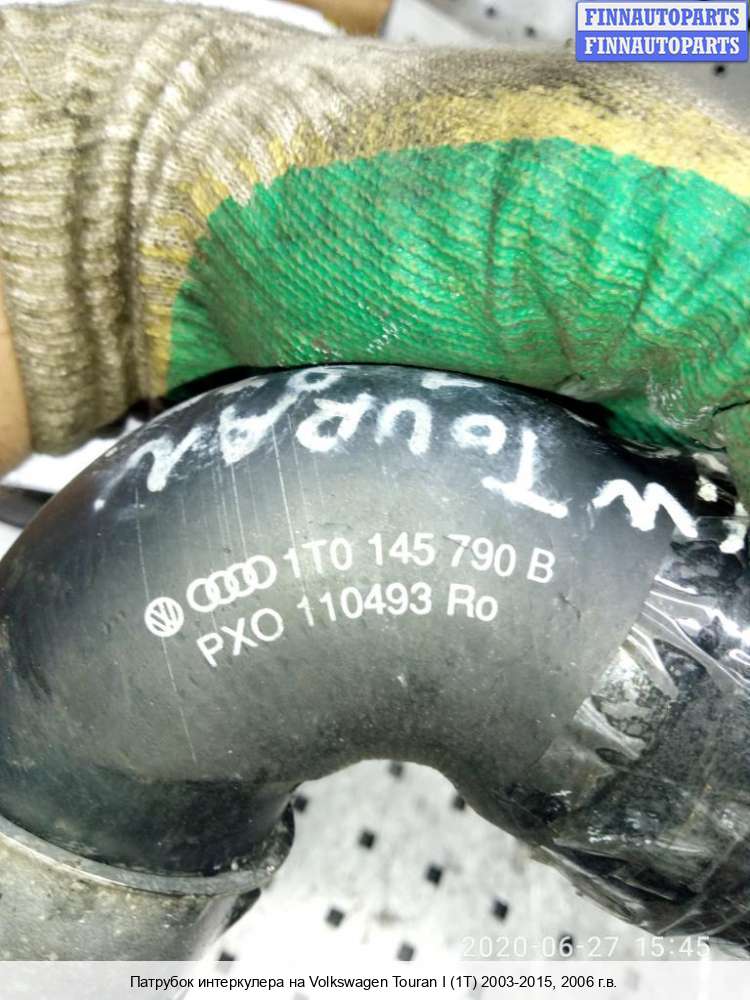 FINNAUTOPARTS
FINNAUTOPARTS
W TOURAN
1T0 145 790 B
PXO 110493 Ro
2020-06-27 15:45
Патрубок интеркулера на Volkswagen Touran I (1T) 2003-2015, 2006 г.в.